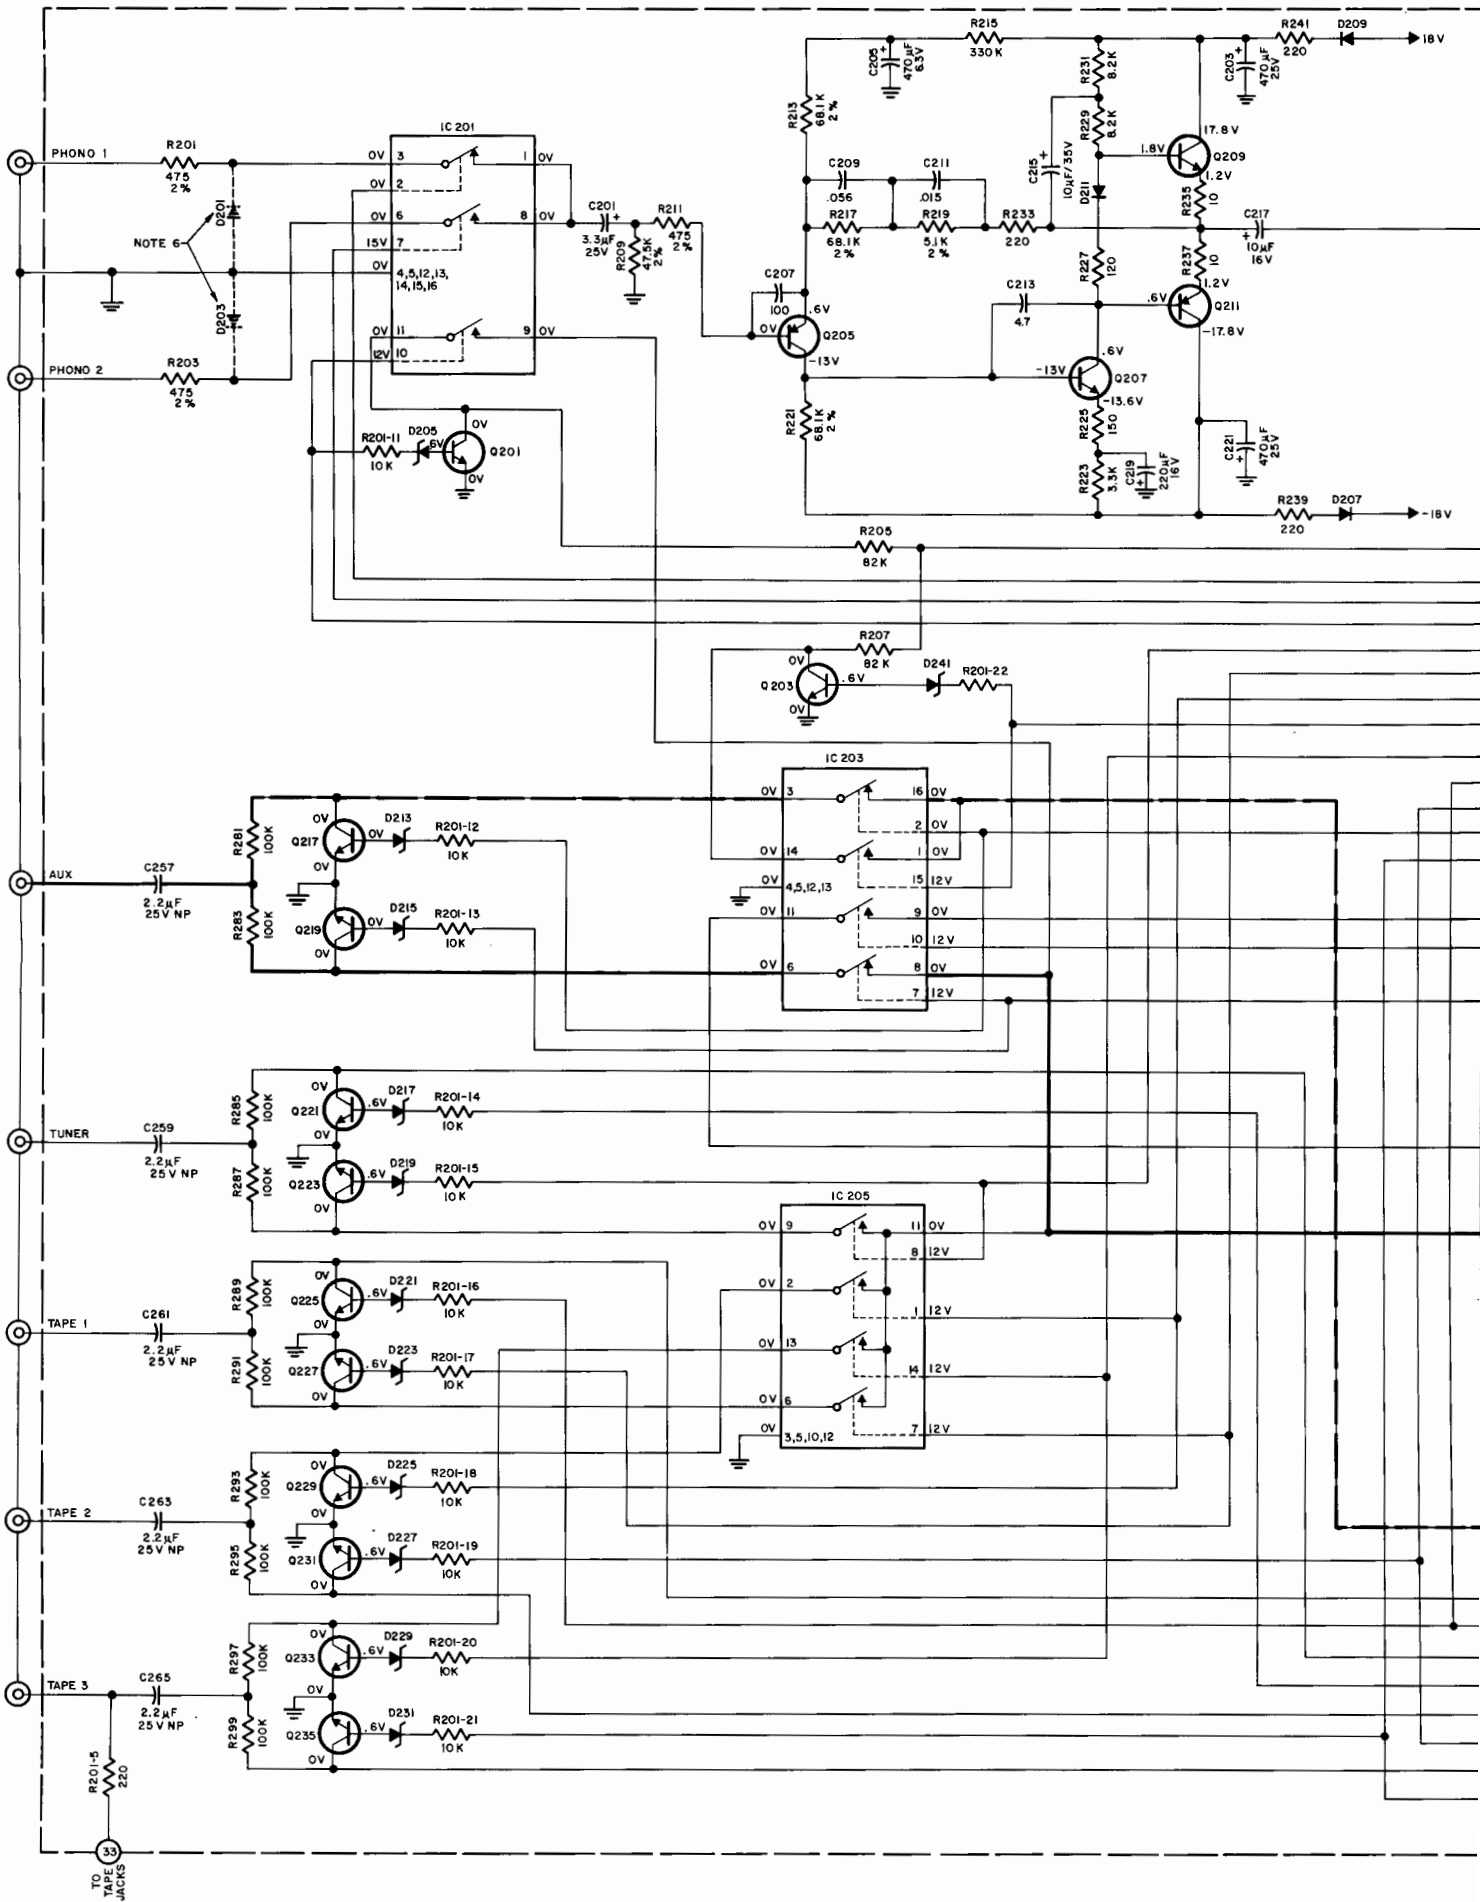 R215
330 K
R241
220
D209
18V
C205
+
470 µF
6.3V
R231
8.2K
C203
+
470 µF
25V
R213
68.1K
2%
R229
8.2K
IC 201
PHONO 1
R201
475
2%
0V 3
1 0V
0V 2
0V 6
8 0V
15V 7
0V
4,5,12,13,
14,15,16
0V 11
9 0V
12V 10
D201
NOTE 6
D203
PHONO 2
R203
475
2%
C201
+
3.3µF
25V
R211
475
2%
R209
47.5K
2%
C209
.056
C211
.015
R217
68.1K
2%
R219
5.1K
2%
R233
220
C215
+
10µF/35V
D211
1.8V
17.8V
Q209
1.2V
R235
10
C217
+
10µF
16V
R227
120
R237
10
C207
100
C213
4.7
.6V
0V
Q205
-13V
.6V
1.2V
Q211
-17.8V
.6V
-13V
Q207
-13.6V
R221
68.1K
2%
R225
150
R223
3.3K
C219
+
220µF
16V
C221
+
470µF
25V
R239
220
D207
-18V
R201-11
10K
D205
.6V
0V
Q201
0V
R205
82K
R207
82 K
0V
Q203
.6V
D241
R201-22
0V
IC 203
0V 3
16 0V
2 0V
0V 14
1 0V
15 12V
4,5,12,13
0V 11
9 0V
10 12V
0V 6
8 0V
7 12V
AUX
C257
2.2µF
25V NP
R281
100K
R283
100K
0V
Q217
0V
D213
R201-12
10K
0V
Q219
0V
D215
R201-13
10K
0V
TUNER
C259
2.2µF
25V NP
R285
100K
R287
100K
0V
Q221
.6V
D217
R201-14
10K
0V
Q223
.6V
D219
R201-15
10K
0V
IC 205
0V 9
11 0V
8 12V
0V 2
1 12V
0V 13
14 12V
0V 6
7 12V
0V
3,5,10,12
TAPE 1
C261
2.2µF
25V NP
R289
100K
R291
100K
0V
Q225
.6V
D221
R201-16
10K
0V
Q227
.6V
D223
R201-17
10K
0V
TAPE 2
C263
2.2µF
25V NP
R293
100K
R295
100K
0V
Q229
.6V
D225
R201-18
10K
0V
Q231
.6V
D227
R201-19
10K
0V
TAPE 3
C265
2.2µF
25V NP
R297
100K
R299
100K
0V
Q233
.6V
D229
R201-20
10K
0V
Q235
.6V
D231
R201-21
10K
0V
R201-5
220
33
TO
TAPE
JACKS